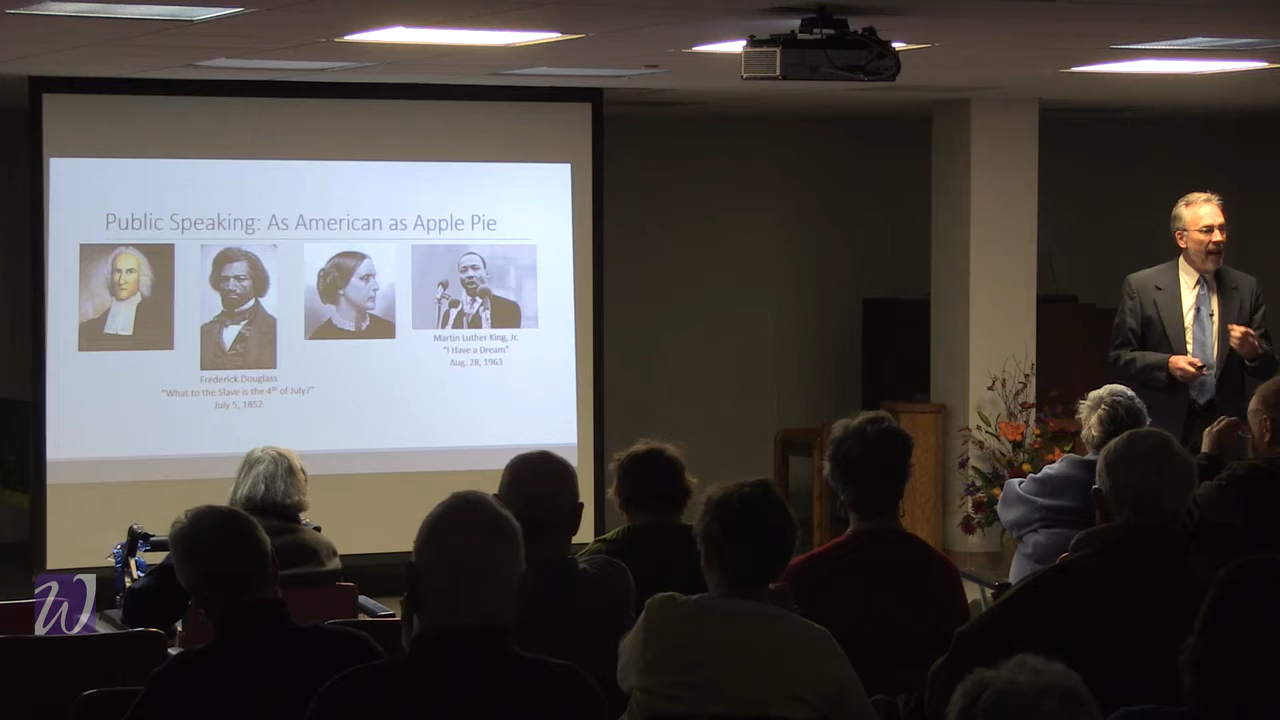 Public Speaking: As American as Apple Pie
Martin Luther King, Jr.
"I Have a Dream"
Aug. 28, 1963
Frederick Douglass
"What to the Slave is the 4th of July?"
July 5, 1852
W